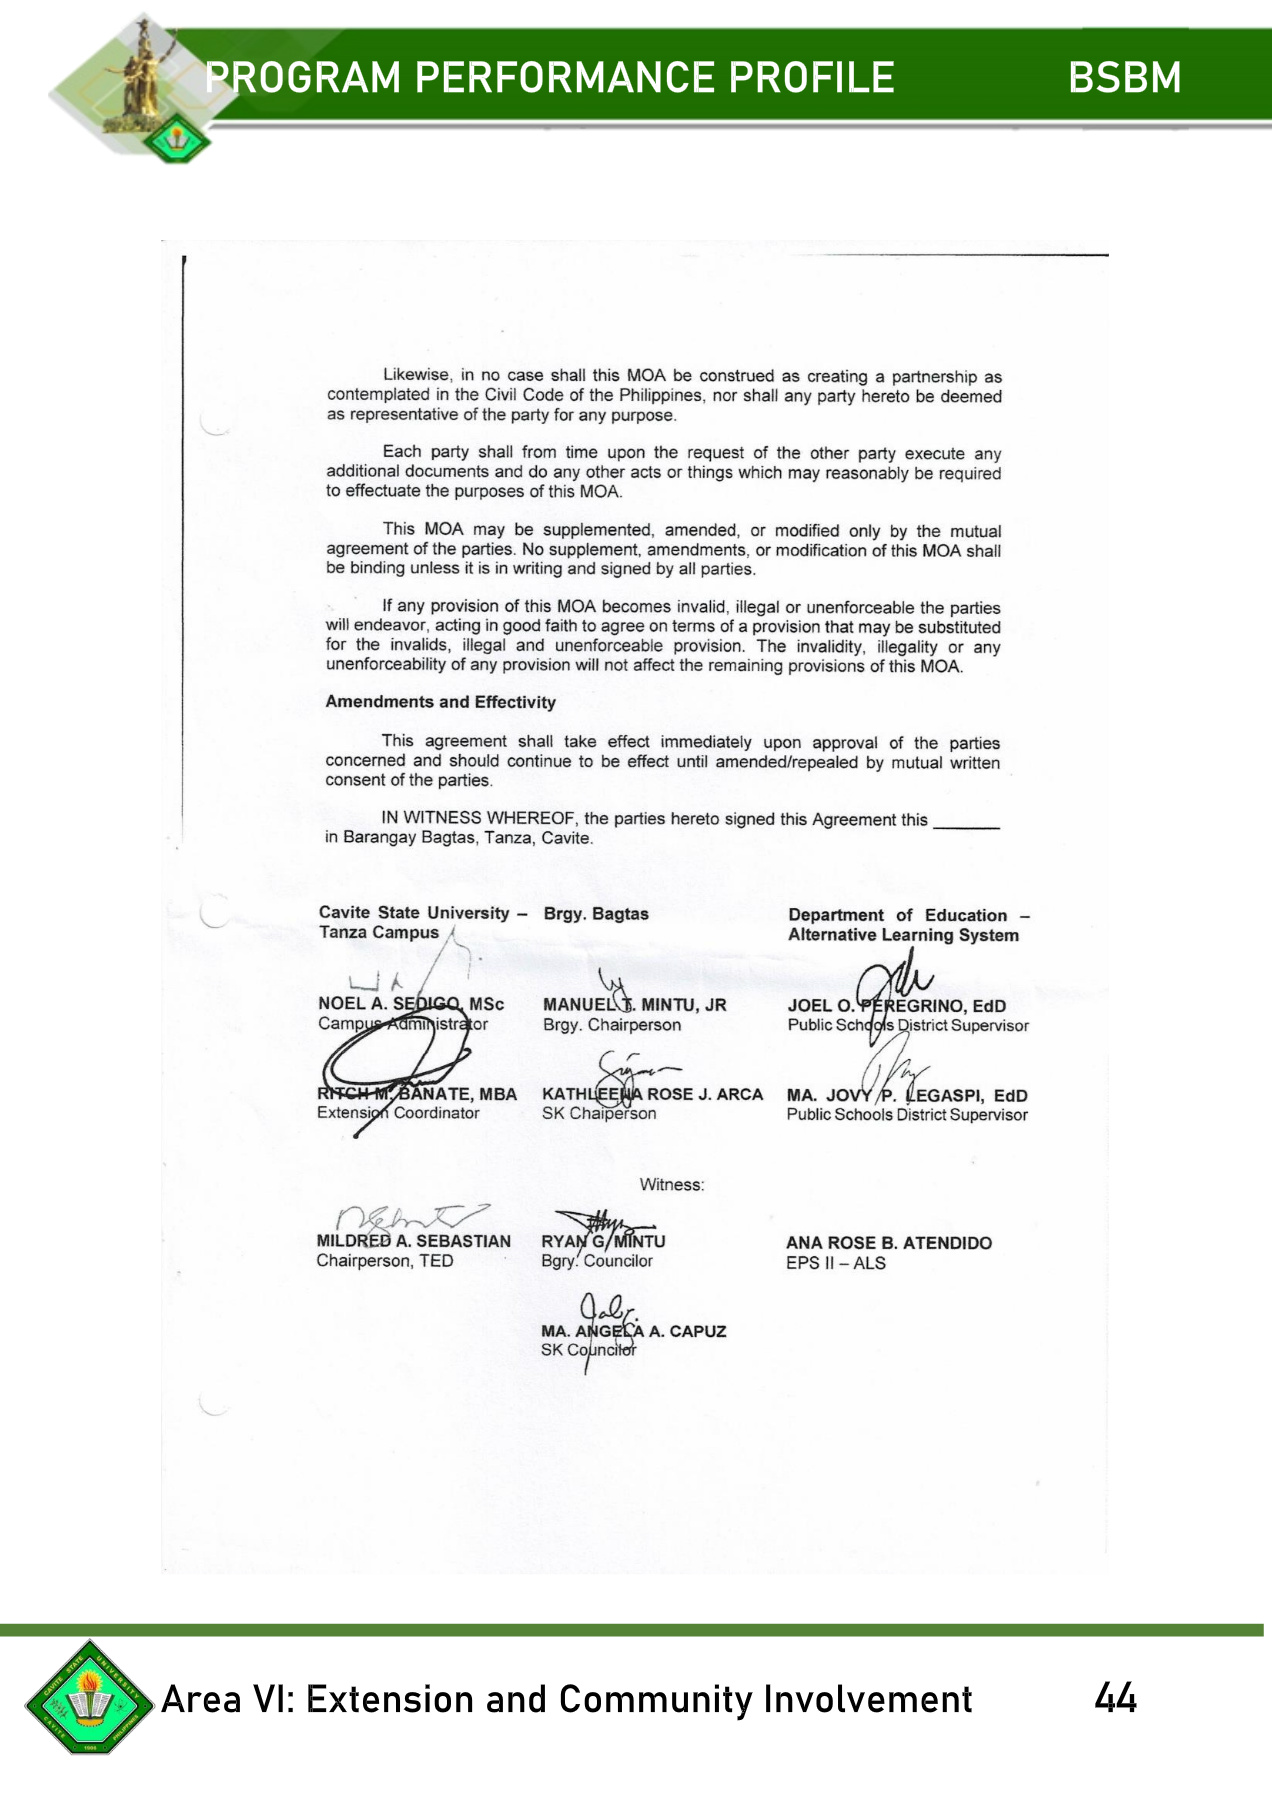 PROGRAM PERFORMANCE PROFILE BSBM
Likewise, in no case shall this MOA be construed as creating a partnership as
contemplated in the Civil Code of the Philippines, nor shall any party hereto be deemed
as representative of the party for any purpose.
Each party shall from time upon the request of the other party execute any
additional documents and do any other acts or things which may reasonably be required
to effectuate the purposes of this MOA.
This MOA may be supplemented, amended, or modified only by the mutual
agreement of the parties. No supplement, amendments, or modification of this MOA shall
be binding unless it is in writing and signed by all parties.
If any provision of this MOA becomes invalid, illegal or unenforceable the parties
will endeavor, acting in good faith to agree on terms of a provision that may be substituted
for the invalids, illegal and unenforceable provision. The invalidity, illegality or any
unenforceability of any provision will not affect the remaining provisions of this MOA.
Amendments and Effectivity
This agreement shall take effect immediately upon approval of the parties
concerned and should continue to be effect until amended/repealed by mutual written
consent of the parties.
IN WITNESS WHEREOF, the parties hereto signed this Agreement this _______
in Barangay Bagtas, Tanza, Cavite.
Cavite State University – Brgy. Bagtas Department of Education –
Tanza Campus Alternative Learning System
NOEL A. SEDIGO, MSc MANUEL T. MINTU, JR JOEL O. PEREGRINO, EdD
Campus Administrator Brgy. Chairperson Public Schools District Supervisor
RITCH M. BANATE, MBA KATHLEENA ROSE J. ARCA MA. JOVY P. LEGASPI, EdD
Extension Coordinator SK Chaiperson Public Schools District Supervisor
Witness:
MILDRED A. SEBASTIAN RYAN G. MINTU ANA ROSE B. ATENDIDO
Chairperson, TED Bgry. Councilor EPS II – ALS
MA. ANGELA A. CAPUZ
SK Councilor
CAVITE STATE UNIVERSITY
CAVITE PHILIPPINES
1906
Area VI: Extension and Community Involvement 44